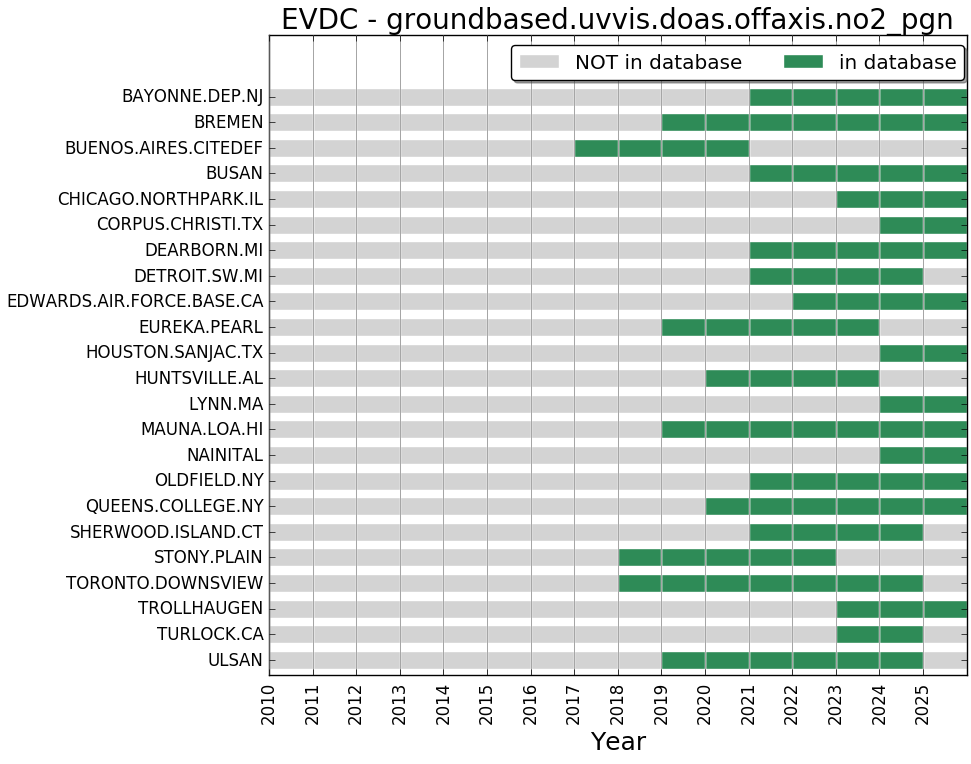 EVDC - groundbased.uvvis.doas.offaxis.no2_pgn
NOT in database in database
BAYONNE.DEP.NJ
BREMEN
BUENOS.AIRES.CITEDEF
BUSAN
CHICAGO.NORTHPARK.IL
CORPUS.CHRISTI.TX
DEARBORN.MI
DETROIT.SW.MI
EDWARDS.AIR.FORCE.BASE.CA
EUREKA.PEARL
HOUSTON.SANJAC.TX
HUNTSVILLE.AL
LYNN.MA
MAUNA.LOA.HI
NAINITAL
OLDFIELD.NY
QUEENS.COLLEGE.NY
SHERWOOD.ISLAND.CT
STONY.PLAIN
TORONTO.DOWNSVIEW
TROLLHAUGEN
TURLOCK.CA
ULSAN
2010 2011 2012 2013 2014 2015 2016 2017 2018 2019 2020 2021 2022 2023 2024 2025
Year